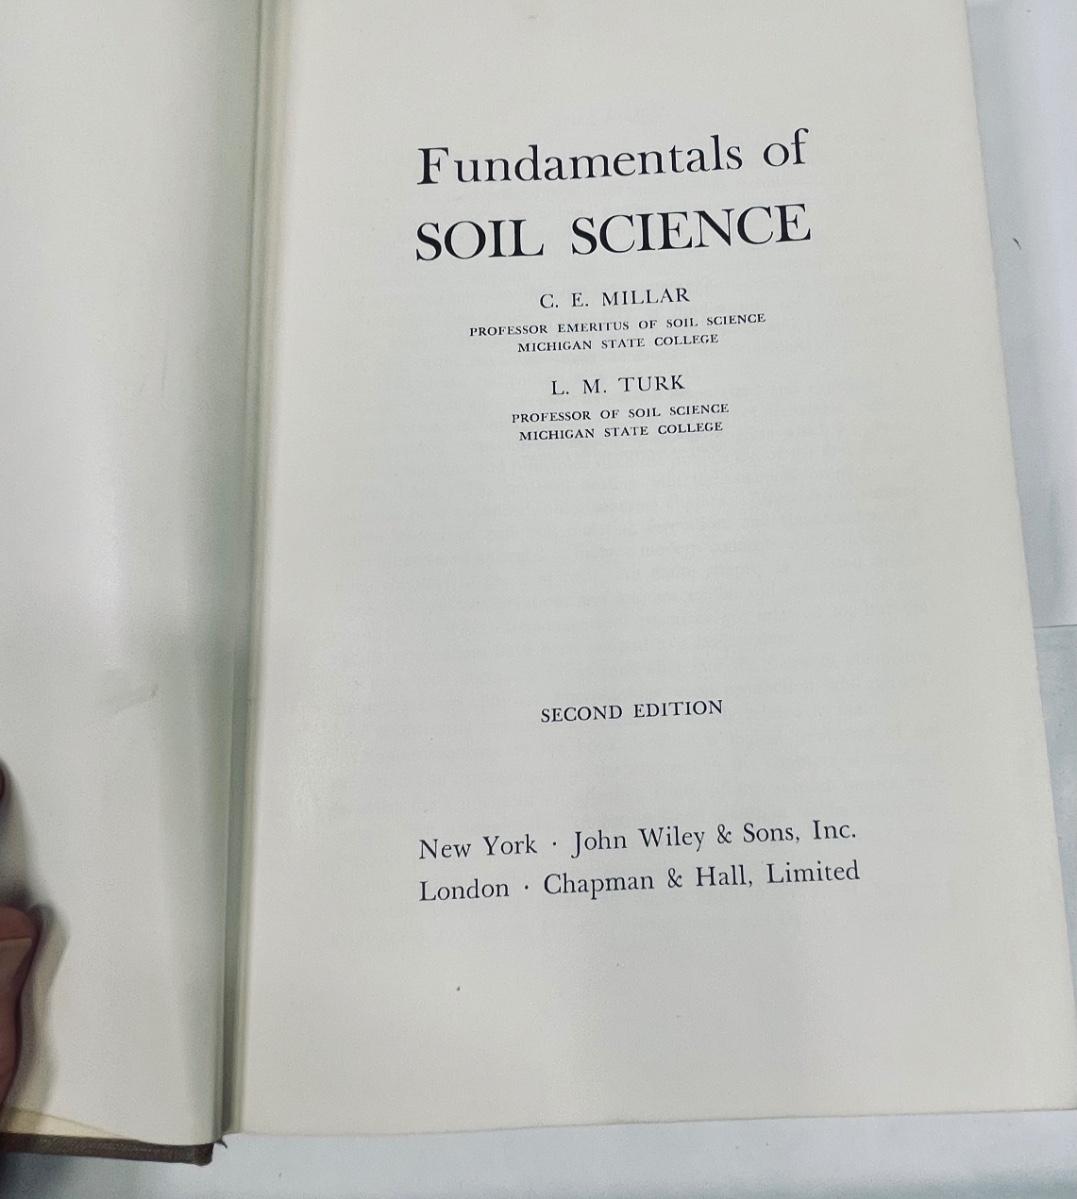 Fundamentals of
SOIL SCIENCE
C. E. MILLAR
PROFESSOR EMERITUS OF SOIL SCIENCE
MICHIGAN STATE COLLEGE
L. M. TURK
PROFESSOR OF SOIL SCIENCE
MICHIGAN STATE COLLEGE
SECOND EDITION
New York · John Wiley & Sons, Inc.
London · Chapman & Hall, Limited